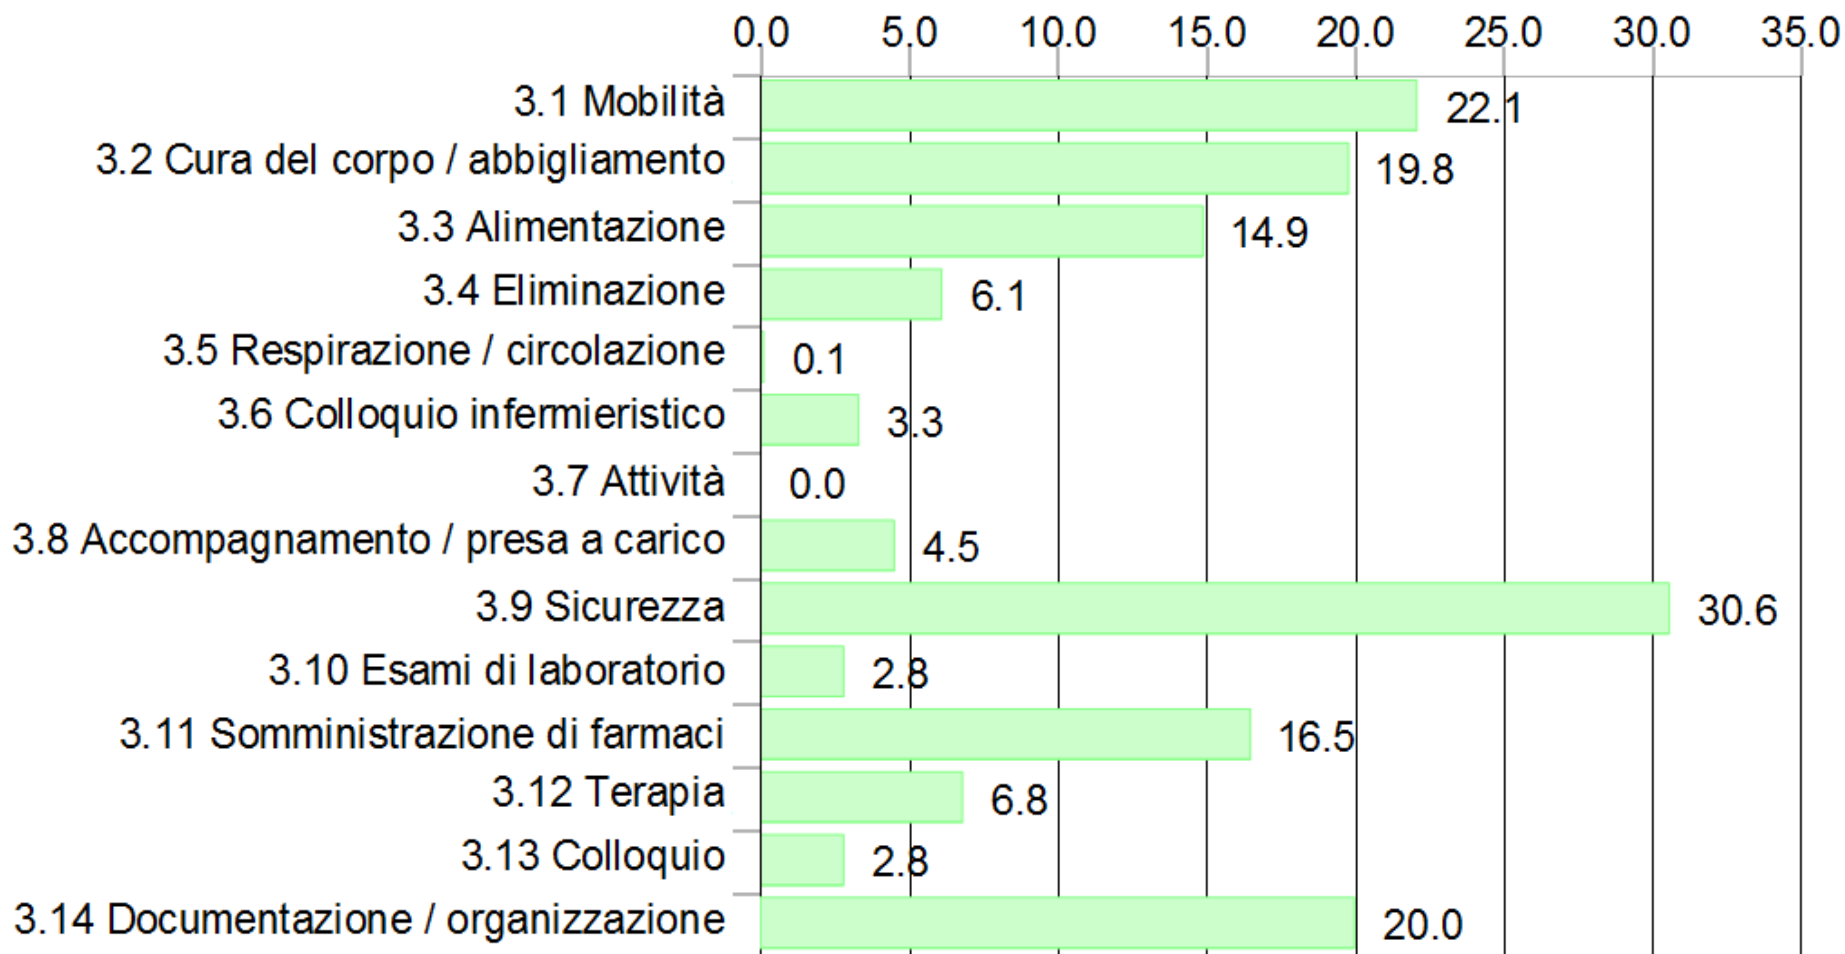 0.0 5.0 10.0 15.0 20.0 25.0 30.0 35.0
3.1 Mobilità 22.1
3.2 Cura del corpo / abbigliamento 19.8
3.3 Alimentazione 14.9
3.4 Eliminazione 6.1
3.5 Respirazione / circolazione 0.1
3.6 Colloquio infermieristico 3.3
3.7 Attività 0.0
3.8 Accompagnamento / presa a carico 4.5
3.9 Sicurezza 30.6
3.10 Esami di laboratorio 2.8
3.11 Somministrazione di farmaci 16.5
3.12 Terapia 6.8
3.13 Colloquio 2.8
3.14 Documentazione / organizzazione 20.0